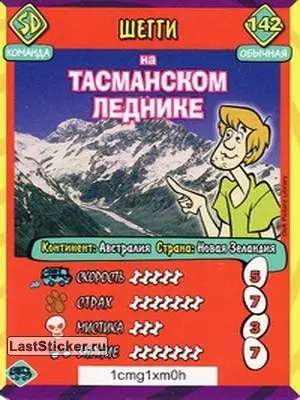 SD
142
ШЕГГИ
КОМАНДА
ОБЫЧНАЯ
на
ТАСМАНСКОМ
ЛЕДНИКЕ
Континент: Австралия Страна: Новая Зеландия
СКОРОСТЬ 5
СТРАХ 7
МИСТИКА 3
7
LastSticker.ru
1cmg1xm0h